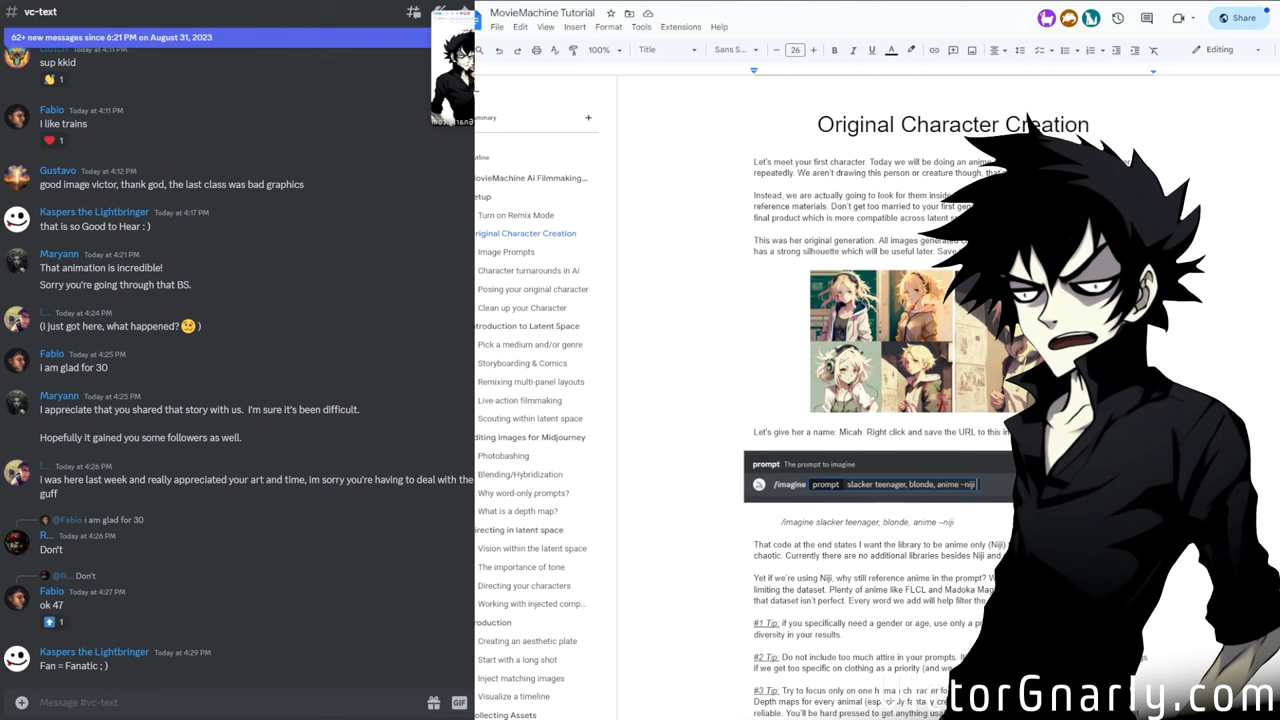 vc-text
62+ new messages since 6:21 PM on August 31, 2023
Today at 4:11 PM
sup kkid
1
Fabio Today at 4:11 PM
I like trains
1
Gustavo Today at 4:12 PM
good image victor, thank god, the last class was bad graphics
Kaspers the Lightbringer Today at 4:17 PM
that is so Good to Hear ; )
Maryann Today at 4:21 PM
That animation is incredible!
Sorry you're going through that BS.
I... Today at 4:24 PM
(i just got here, what happened? )
Fabio Today at 4:25 PM
i am glad for 30
Maryann Today at 4:25 PM
I appreciate that you shared that story with us. I'm sure it's been difficult.
Hopefully it gained you some followers as well.
I... Today at 4:26 PM
i was here last week and really appreciated your art and time, im sorry you're having to deal with the
guff
@Fabio i am glad for 30
R... Today at 4:26 PM
Don't
@R... Don't
Fabio Today at 4:27 PM
ok 47
1
Kaspers the Lightbringer Today at 4:29 PM
Fan = Fanatic ; )
Message #vc-text
GIF
MovieMachine Tutorial
File Edit View Insert Format Tools Extensions
Share
100% Title Sans ... 26 B I U A Editing
ummary
utline
ovieMachine Ai Filmmaking...
etup
Turn on Remix Mode
riginal Character Creation
Image Prompts
Character turnarounds in Ai
Posing your original character
Clean up your Character
troduction to Latent Space
Pick a medium and/or genre
Storyboarding & Comics
Remixing multi-panel layouts
Live-action filmmaking
Scouting within latent space
diting Images for Midjourney
Photobashing
Blending/Hybridization
Why word-only prompts?
What is a depth map?
irecting in latent space
Vision within the latent space
The importance of tone
Directing your characters
Working with injected comp...
roduction
Creating an aesthetic plate
Start with a long shot
Inject matching images
Visualize a timeline
ollecting Assets
Original Character Creation
Let's meet your first character. Today we will be doing an anime
repeatedly. We aren't drawing this person or creature though,
Instead, we are actually going to look for them inside
reference materials. Don't get too married to your first
final product which is more compatible across latent
This was her original generation. All images generated
has a strong silhouette which will be useful later. Save
Let's give her a name: Micah. Right click and save the URL to this
prompt The prompt to imagine
/imagine prompt slacker teenager, blonde, anime –niji
/imagine slacker teenager, blonde, anime –niji
That code at the end states I want the library to be anime only (Niji)
chaotic. Currently there are no additional libraries besides Niji and
Yet if we're using Niji, why still reference anime in the prompt?
limiting the dataset. Plenty of anime like FLCL and Madoka
that dataset isn't perfect. Every word we add will help filter the
#1 Tip: if you specifically need a gender or age, use only a
diversity in your results.
#2 Tip: Do not include too much attire in your prompts.
if we get too specific on clothing as a priority (and we
#3 Tip: Try to focus only on one
Depth maps for every animal
reliable. You'll be hard pressed to get anything
torGnarly.com